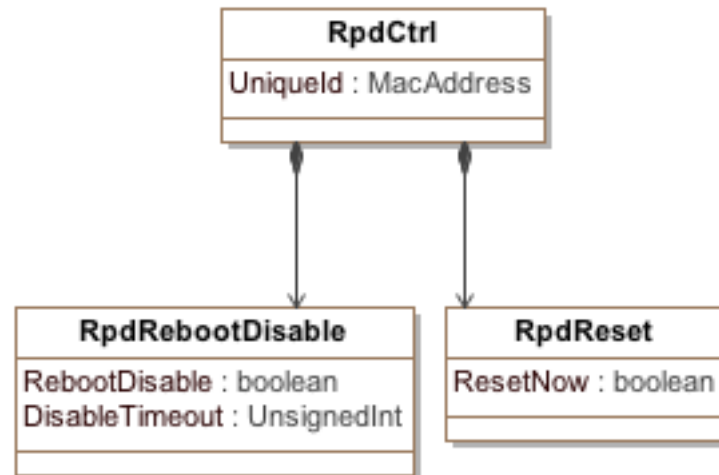 RpdCtrl
UniqueId : MacAddress
RpdRebootDisable
RebootDisable : boolean
DisableTimeout : UnsignedInt
RpdReset
ResetNow : boolean